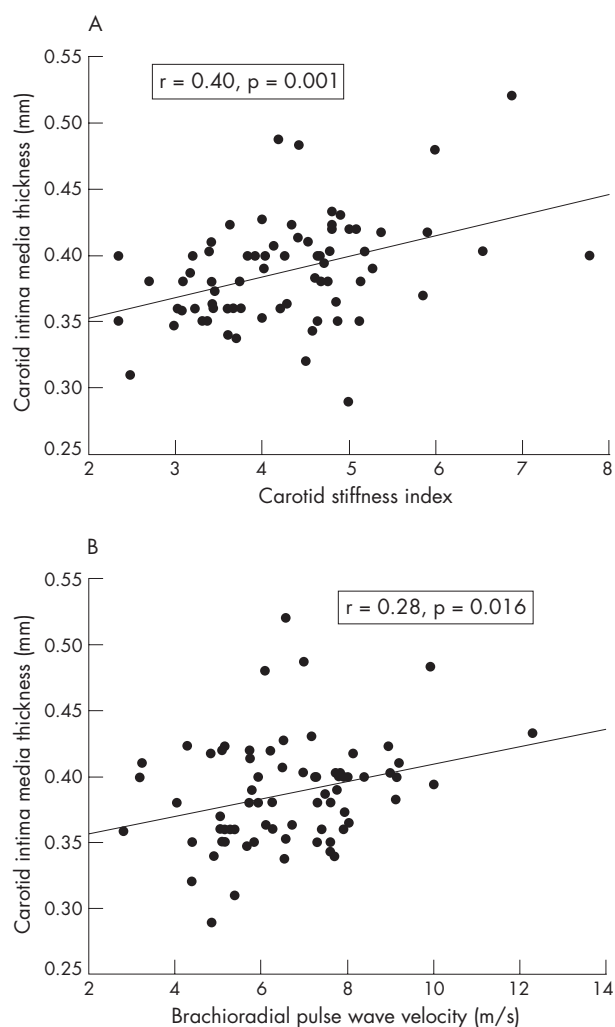 A
r = 0.40, p = 0.001
Carotid intima media thickness (mm)
0.55
0.50
0.45
0.40
0.35
0.30
0.25
2 3 4 5 6 7 8
Carotid stiffness index
B
r = 0.28, p = 0.016
Carotid intima media thickness (mm)
0.55
0.50
0.45
0.40
0.35
0.30
0.25
2 4 6 8 10 12 14
Brachioradial pulse wave velocity (m/s)